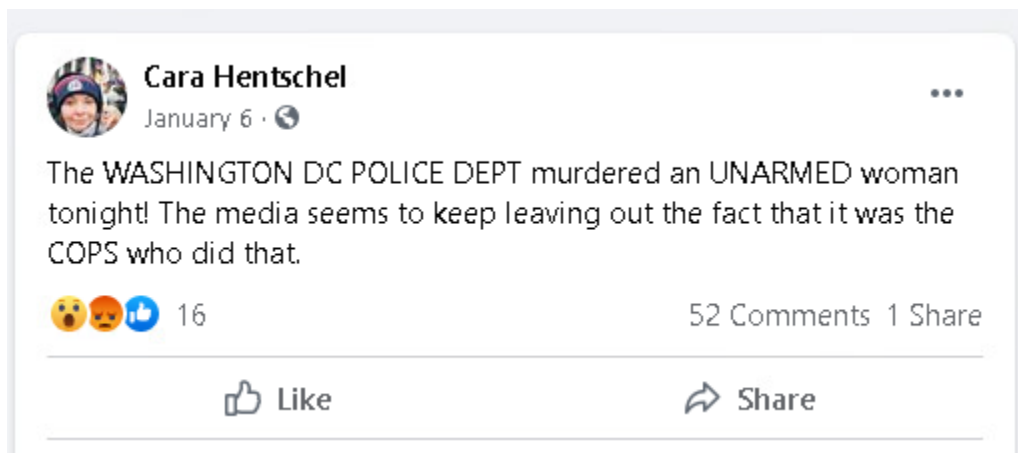 Cara Hentschel
January 6 ·
The WASHINGTON DC POLICE DEPT murdered an UNARMED woman
tonight! The media seems to keep leaving out the fact that it was the
COPS who did that.
16
52 Comments 1 Share
Like
Share